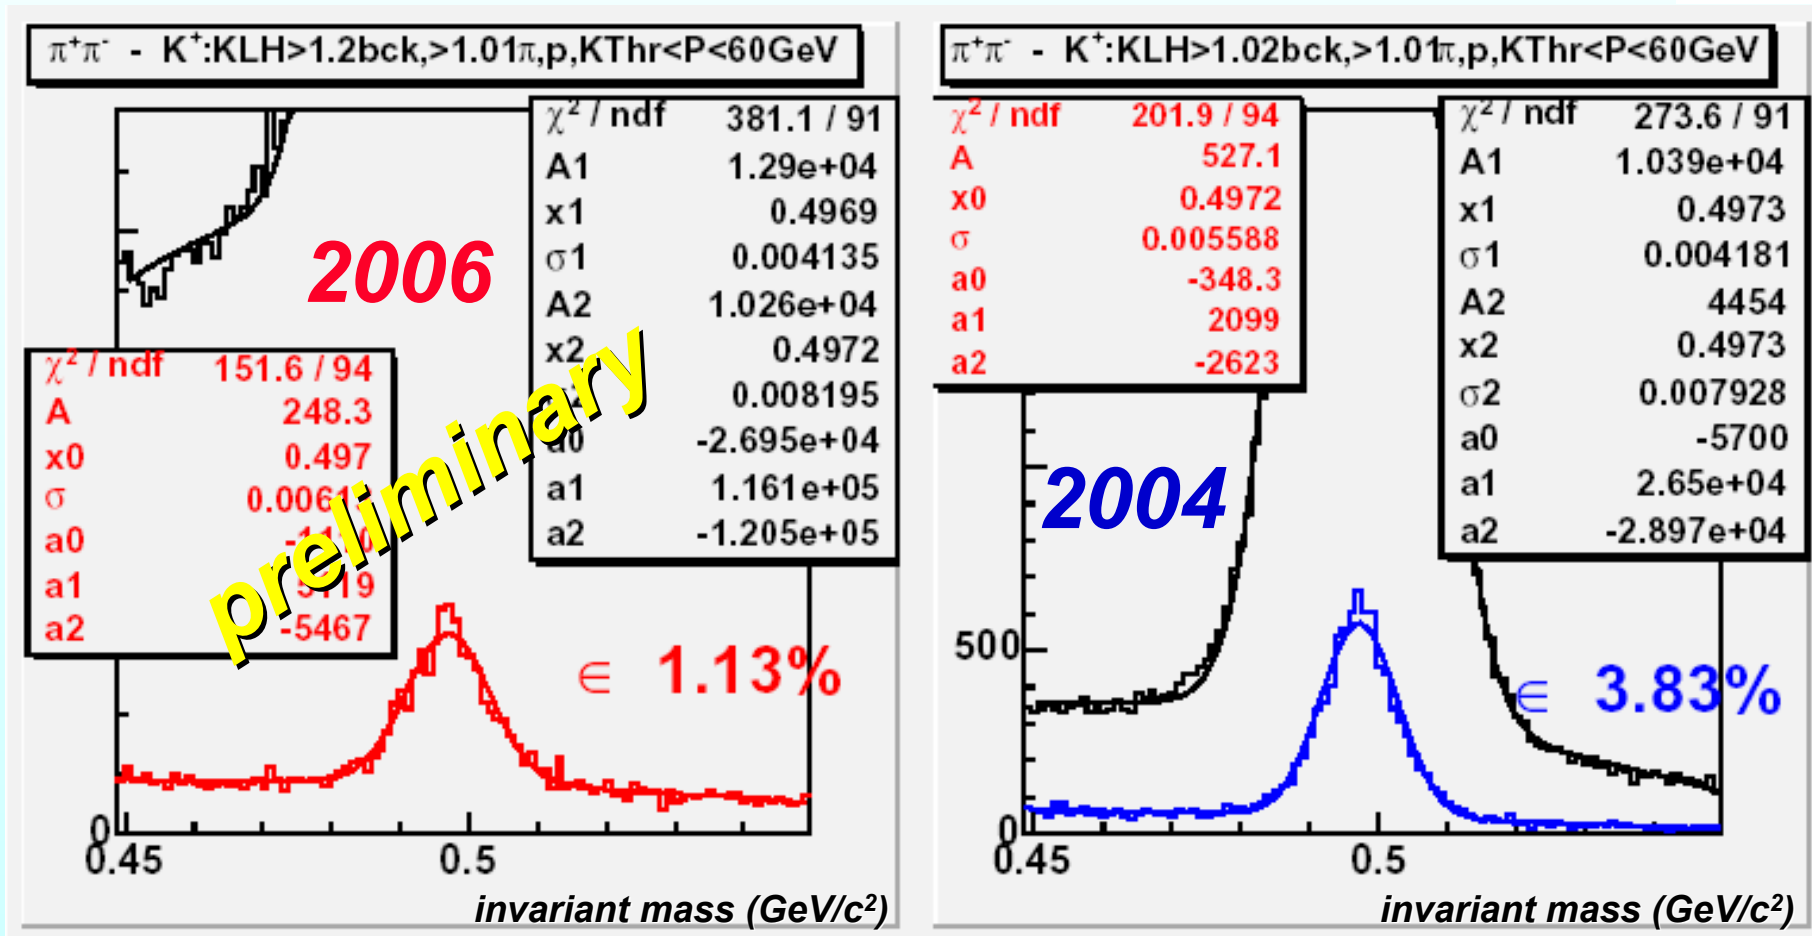 π⁺π⁻ - K⁺:KLH>1.2bck,>1.01π,p,KThr<P<60GeV
χ² / ndf 381.1 / 91
A1 1.29e+04
x1 0.4969
σ1 0.004135
A2 1.026e+04
x2 0.4972
0.008195
a0 -2.695e+04
a1 1.161e+05
a2 -1.205e+05
2006
χ² / ndf 151.6 / 94
A 248.3
x0 0.497
σ
a0
a1
a2 -5467
preliminary
∈ 1.13%
0
0.45 0.5
invariant mass (GeV/c²)
π⁺π⁻ - K⁺:KLH>1.02bck,>1.01π,p,KThr<P<60GeV
χ² / ndf 201.9 / 94
A 527.1
x0 0.4972
σ 0.005588
a0 -348.3
a1 2099
a2 -2623
χ² / ndf 273.6 / 91
A1 1.039e+04
x1 0.4973
σ1 0.004181
A2 4454
x2 0.4973
σ2 0.007928
a0 -5700
a1 2.65e+04
a2 -2.897e+04
2004
500
∈ 3.83%
0
0.45 0.5
invariant mass (GeV/c²)